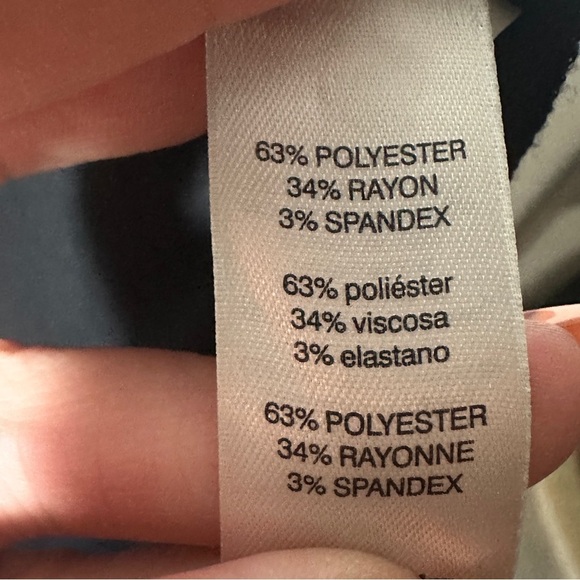 63% POLYESTER
34% RAYON
3% SPANDEX
63% poliéster
34% viscosa
3% elastano
63% POLYESTER
34% RAYONNE
3% SPANDEX